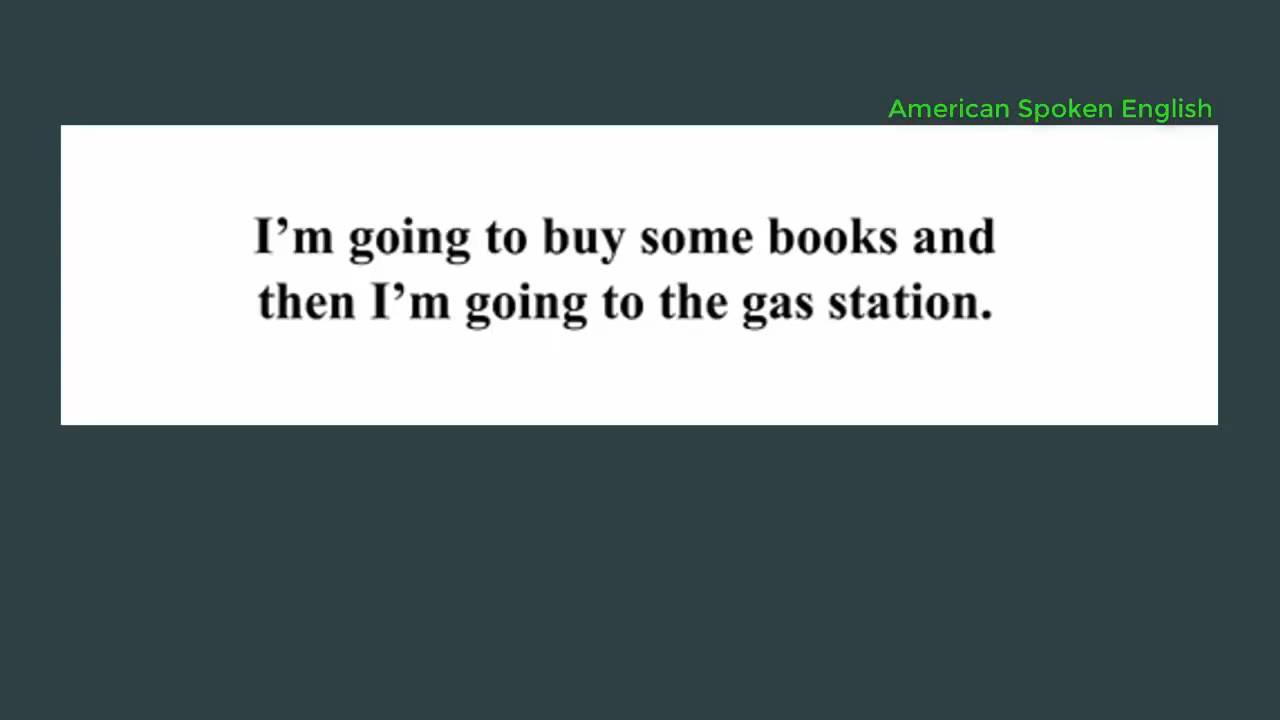 American Spoken English
I’m going to buy some books and
then I’m going to the gas station.